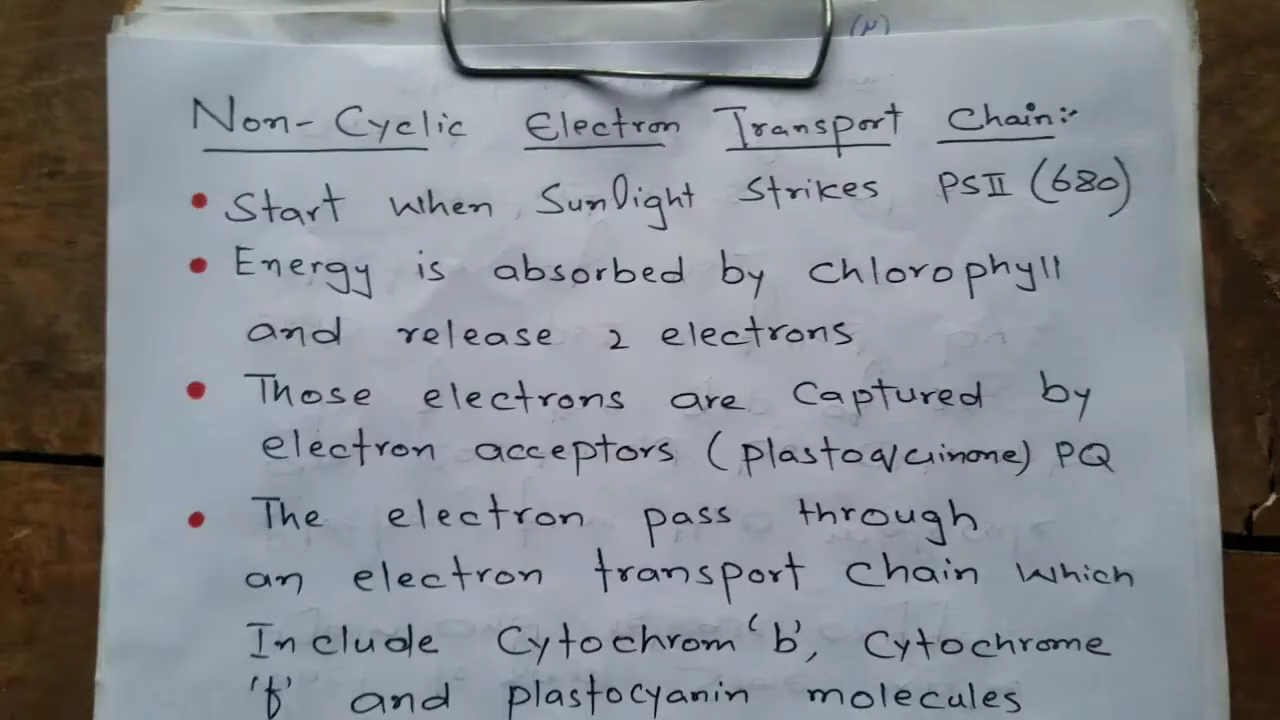 (μ)
Non-Cyclic Electron Transport Chain:-
• Start when Sunlight Strikes PSII (680)
• Energy is absorbed by chlorophyll
and release 2 electrons
• Those electrons are Captured by
electron acceptors (plastoquinone) PQ
• The electron pass through
an electron transport chain which
Include Cytochrom 'b', Cytochrome
'f' and plastocyanin molecules